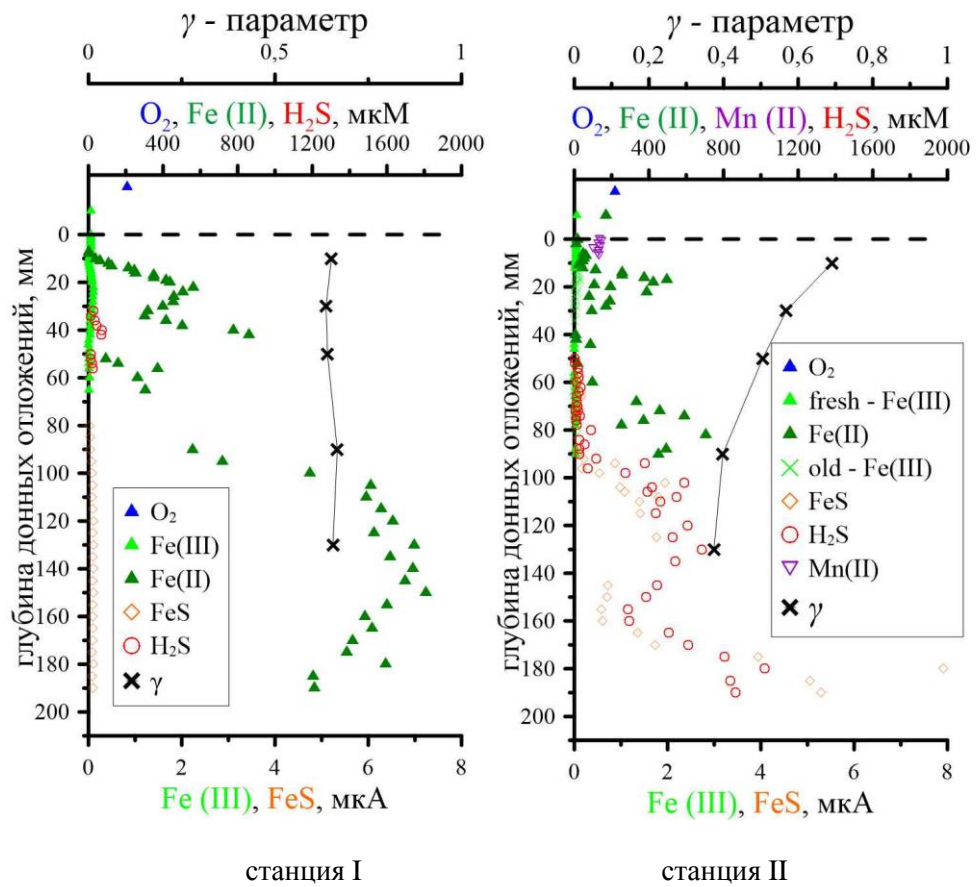 γ - параметр
0 0,5 1
O₂, Fe (II), H₂S, мкМ
0 400 800 1200 1600 2000
глубина донных отложений, мм
0
20
40
60
80
100
120
140
160
180
200
O₂
Fe(III)
Fe(II)
FeS
H₂S
γ
0 2 4 6 8
Fe (III), FeS, мкА
станция I
γ - параметр
0 0,2 0,4 0,6 0,8 1
O₂, Fe (II), Mn (II), H₂S, мкМ
0 400 800 1200 1600 2000
глубина донных отложений, мм
0
20
40
60
80
100
120
140
160
180
200
O₂
fresh - Fe(III)
Fe(II)
old - Fe(III)
FeS
H₂S
Mn(II)
γ
0 2 4 6 8
Fe (III), FeS, мкА
станция II